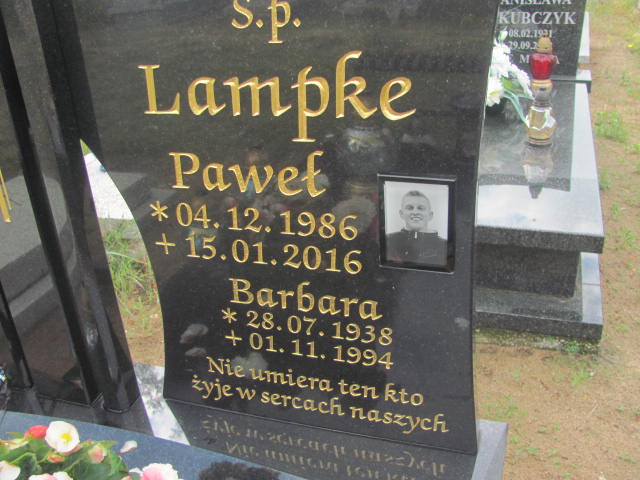 Ś.P.
Lampke
Paweł
* 04.12.1986
+ 15.01.2016
Barbara
* 28.07.1938
+ 01.11.1994
Nie umiera ten kto
żyje w sercach naszych
KUBCZYK